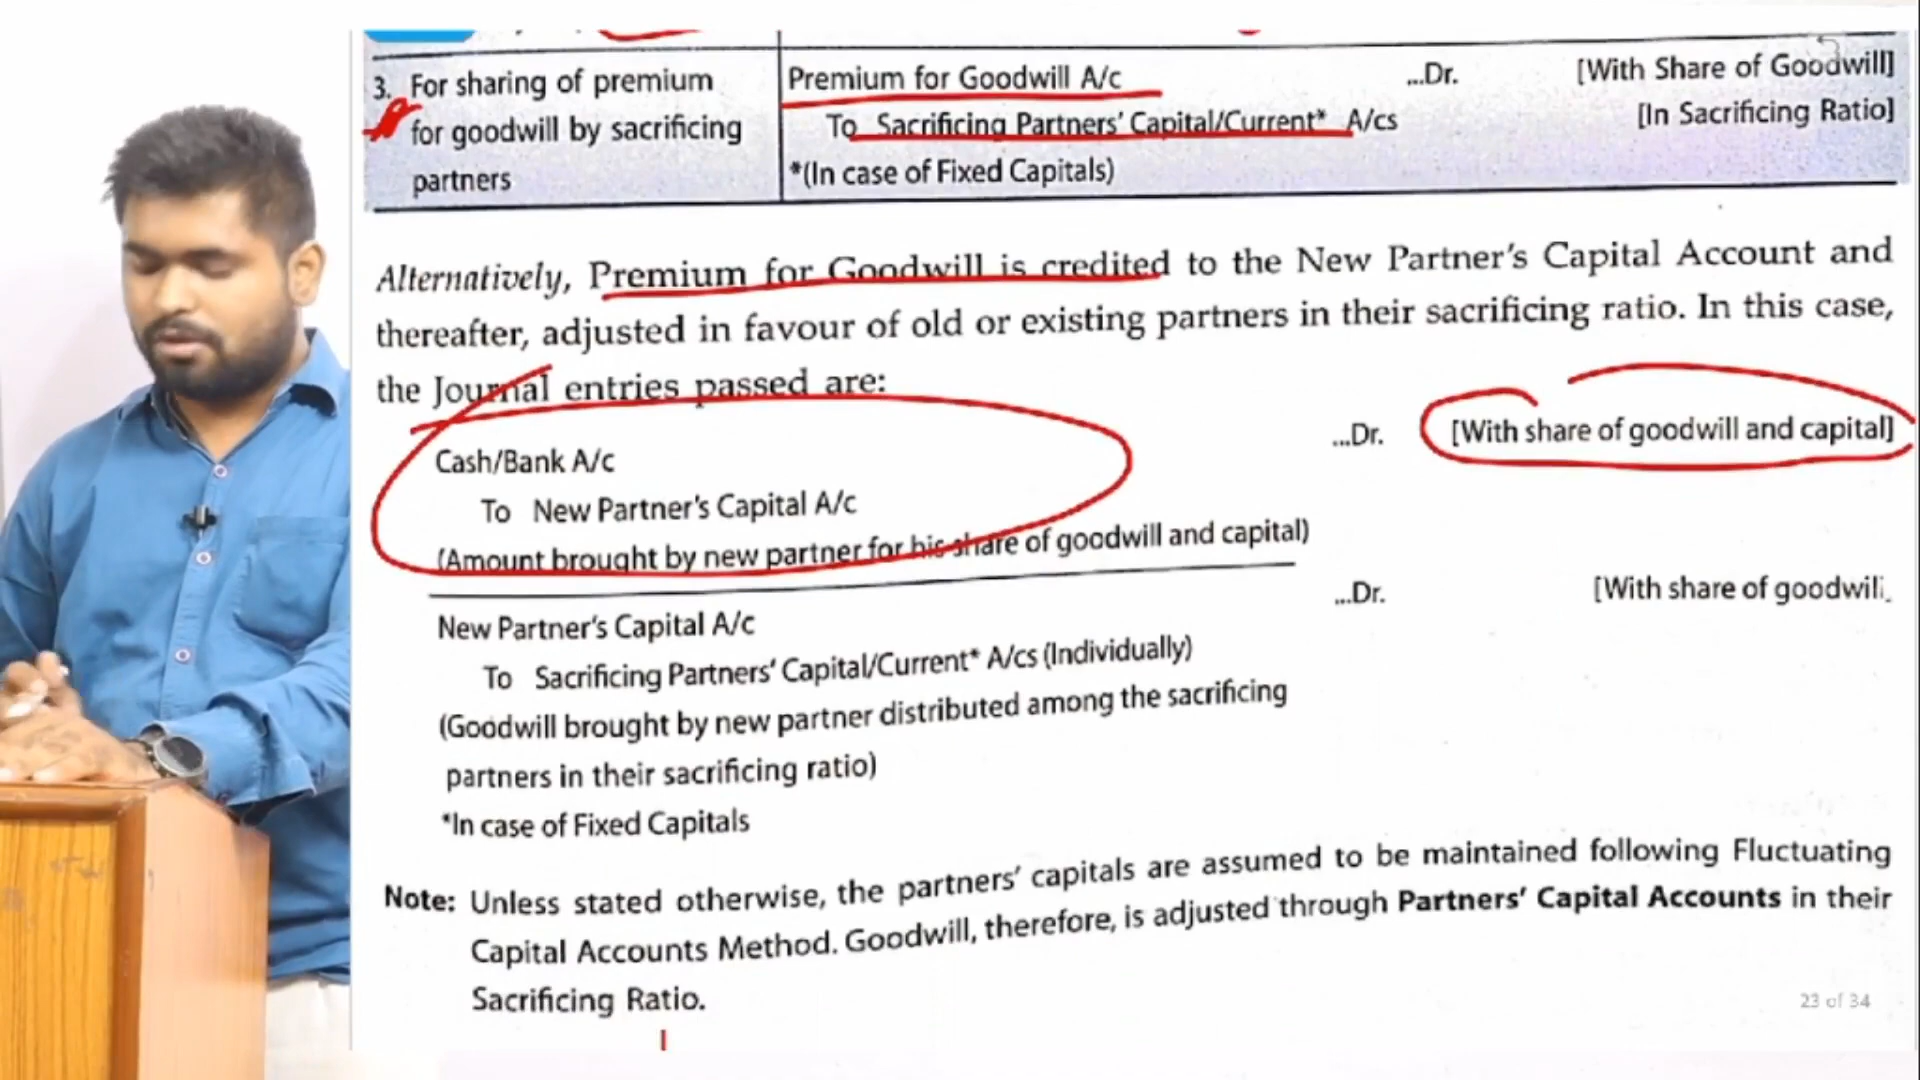 3. For sharing of premium
for goodwill by sacrificing
partners
Premium for Goodwill A/c ...Dr. [With Share of Goodwill]
To Sacrificing Partners' Capital/Current* A/cs [In Sacrificing Ratio]
*(In case of Fixed Capitals)
Alternatively, Premium for Goodwill is credited to the New Partner's Capital Account and
thereafter, adjusted in favour of old or existing partners in their sacrificing ratio. In this case,
the Journal entries passed are:
Cash/Bank A/c ...Dr. [With share of goodwill and capital]
To New Partner's Capital A/c
(Amount brought by new partner for his share of goodwill and capital)
New Partner's Capital A/c ...Dr. [With share of goodwill
To Sacrificing Partners' Capital/Current* A/cs (Individually)
(Goodwill brought by new partner distributed among the sacrificing
partners in their sacrificing ratio)
*In case of Fixed Capitals
Note: Unless stated otherwise, the partners' capitals are assumed to be maintained following Fluctuating
Capital Accounts Method. Goodwill, therefore, is adjusted through Partners' Capital Accounts in their
Sacrificing Ratio.
23 of 34